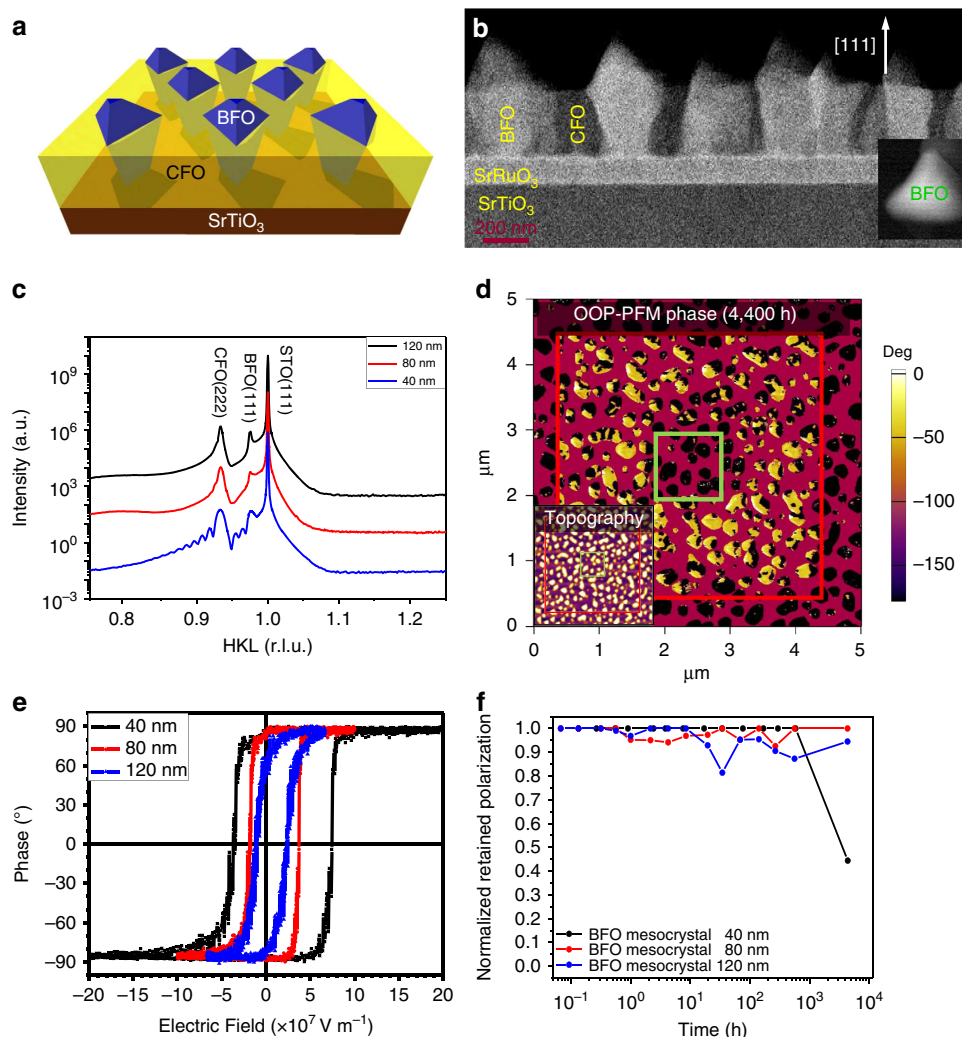 a
BFO
CFO
SrTiO3
b
[111]
BFO
CFO
SrRuO3
SrTiO3
200 nm
BFO
c
Intensity (a.u.)
10^9
10^6
10^3
10^0
10^−3
CFO(222)
BFO(111)
STO(111)
120 nm
80 nm
40 nm
0.8 0.9 1.0 1.1 1.2
HKL (r.l.u.)
d
OOP-PFM phase (4,400 h)
Topography
μm
5
4
3
2
1
0
0 1 2 3 4 5
μm
Deg
0
−50
−100
−150
e
Phase (°)
90
60
30
0
−30
−60
−90
40 nm
80 nm
120 nm
−20 −15 −10 −5 0 5 10 15 20
Electric Field (×10^7 V m^−1)
f
Normalized retained polarization
1.0
0.9
0.8
0.7
0.6
0.5
0.4
0.3
0.2
0.1
0.0
BFO mesocrystal 40 nm
BFO mesocrystal 80 nm
BFO mesocrystal 120 nm
10^−1 10^0 10^1 10^2 10^3 10^4
Time (h)